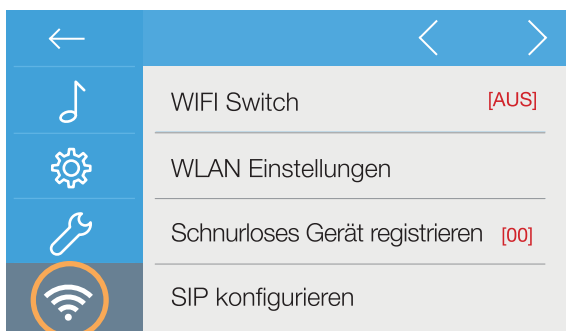 WIFI Switch [AUS]
WLAN Einstellungen
Schnurloses Gerät registrieren [00]
SIP konfigurieren